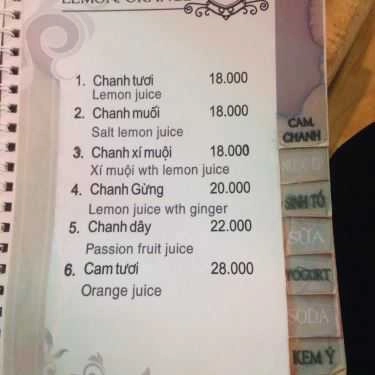 LEMON, ORANGE
1. Chanh tươi 18.000
Lemon juice
2. Chanh muối 18.000
Salt lemon juice
3. Chanh xí muội 18.000
Xí muội wth lemon juice
4. Chanh Gừng 20.000
Lemon juice wth ginger
5. Chanh dây 22.000
Passion fruit juice
6. Cam tươi 28.000
Orange juice
CAM,
CHANH
SINH TỐ
SỮA
YOGURT
SODA
KEM Ý